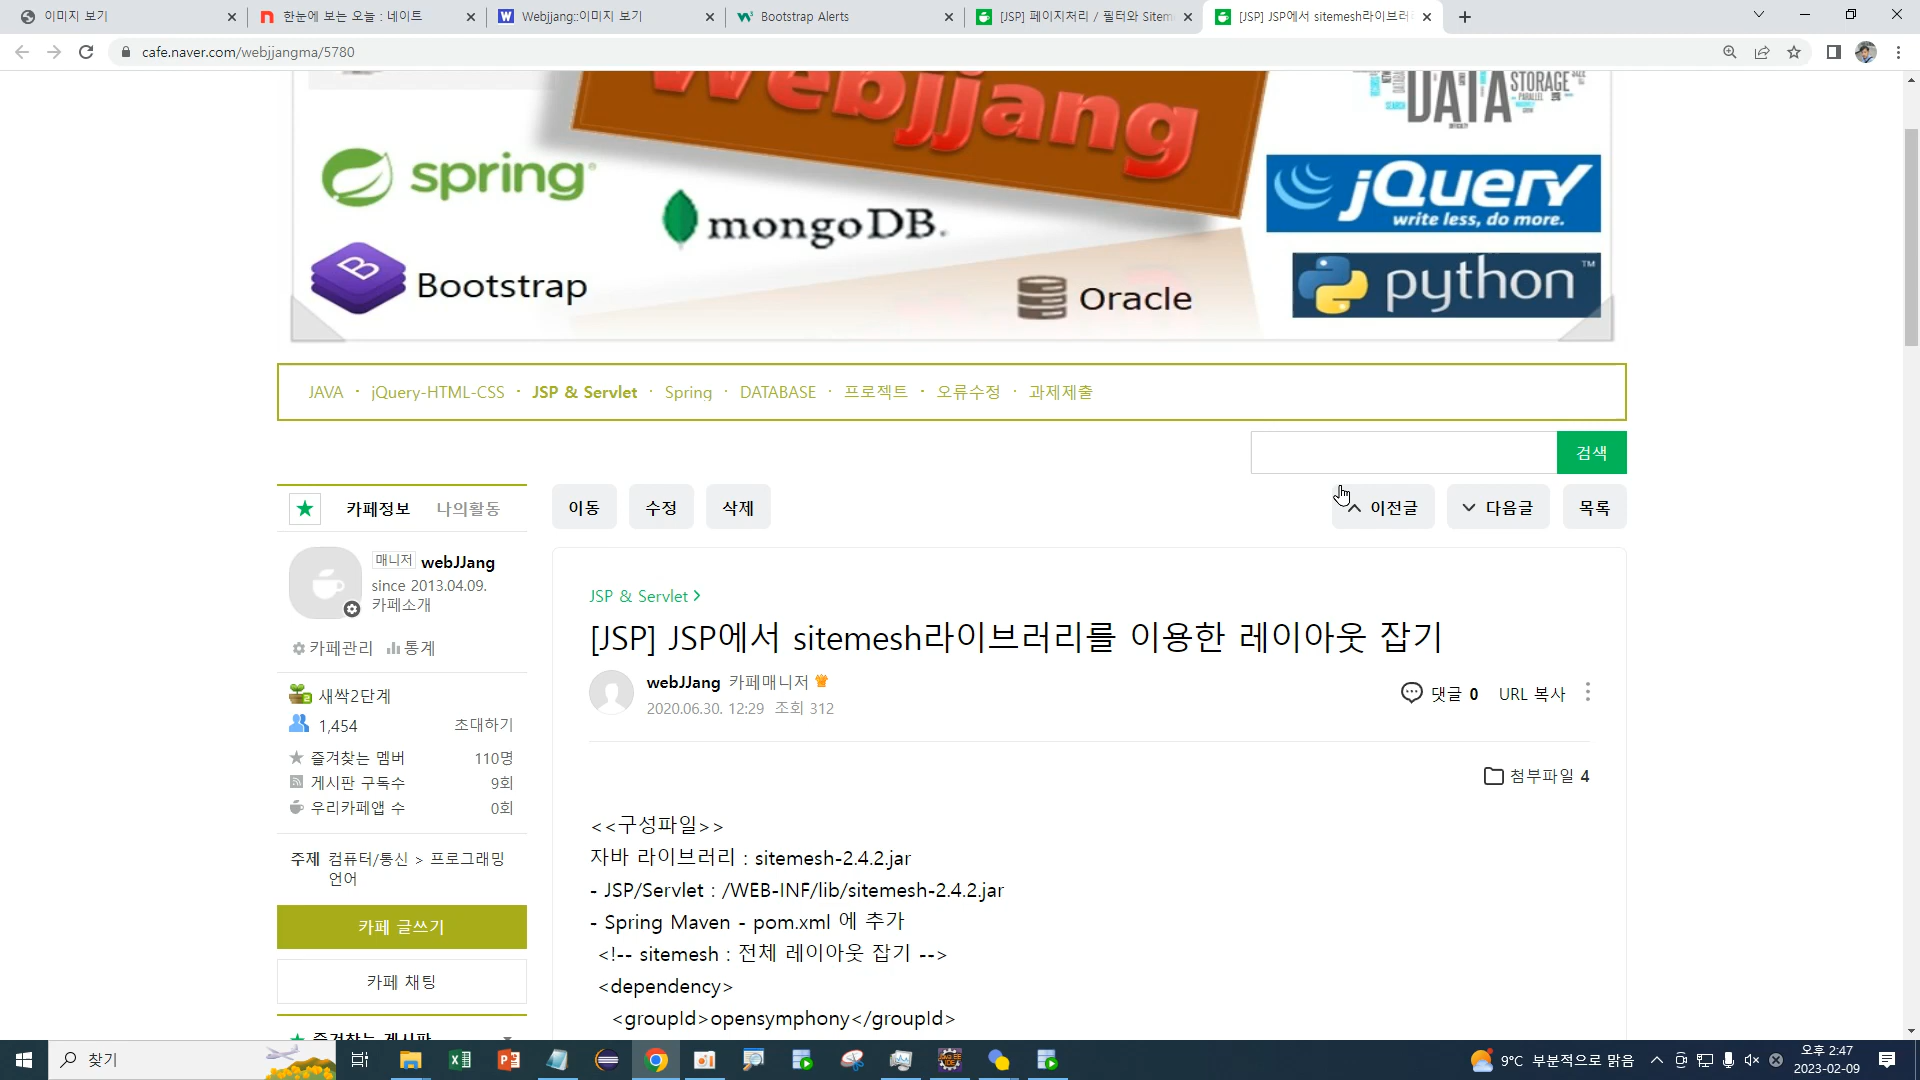 이미지 보기
한눈에 보는 오늘 : 네이트
Webjjang::이미지 보기
Bootstrap Alerts
[JSP] 페이지처리 / 필터와 Sitem
[JSP] JSP에서 sitemesh라이브러
cafe.naver.com/webjjangma/5780
Webjjang
DATA
STORAGE
spring
mongoDB.
jQuery
write less, do more.
Bootstrap
Oracle
python
TM
JAVA · jQuery-HTML-CSS · JSP & Servlet · Spring · DATABASE · 프로젝트 · 오류수정 · 과제제출
검색
카페정보 나의활동
이동 수정 삭제
이전글 다음글 목록
매니저 webJJang
since 2013.04.09.
카페소개
카페관리 통계
새싹2단계
1,454 초대하기
즐겨찾는 멤버 110명
게시판 구독수 9회
우리카페앱 수 0회
주제 컴퓨터/통신 > 프로그래밍
언어
카페 글쓰기
카페 채팅
즐겨찾는 게시판
JSP & Servlet >
[JSP] JSP에서 sitemesh라이브러리를 이용한 레이아웃 잡기
webJJang 카페매니저
2020.06.30. 12:29 조회 312
댓글 0 URL 복사
첨부파일 4
<<구성파일>>
자바 라이브러리 : sitemesh-2.4.2.jar
- JSP/Servlet : /WEB-INF/lib/sitemesh-2.4.2.jar
- Spring Maven - pom.xml 에 추가
<!-- sitemesh : 전체 레이아웃 잡기 -->
<dependency>
<groupId>opensymphony</groupId>
찾기
9°C 부분적으로 맑음
오후 2:47
2023-02-09